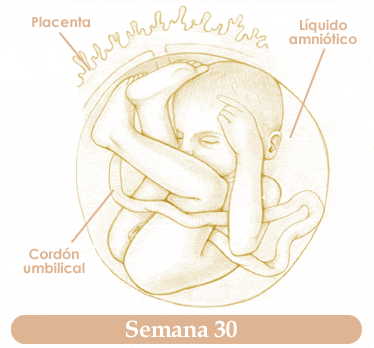 Placenta
Líquido
amniótico
Cordón
umbilical
Semana 30